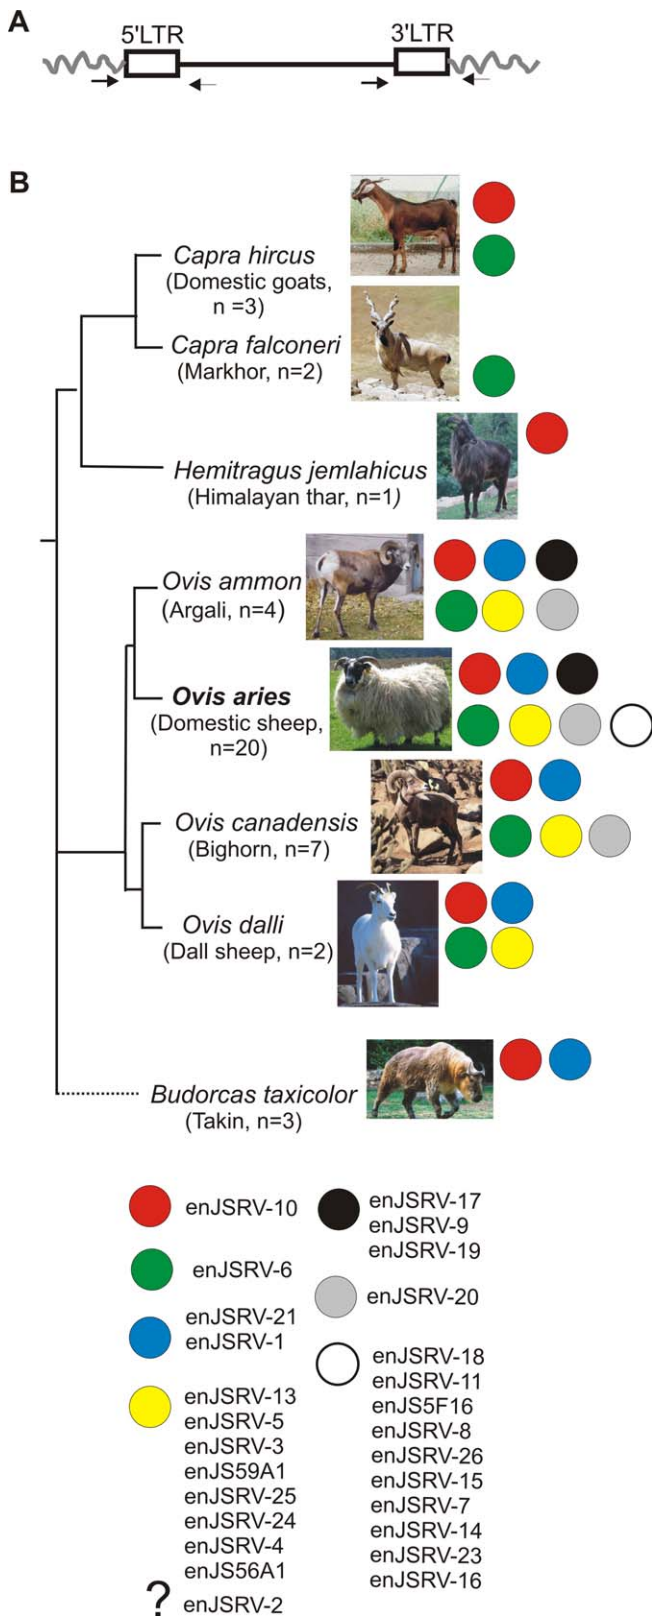 A
5'LTR
3'LTR
B
Capra hircus
(Domestic goats,
n =3)
Capra falconeri
(Markhor, n=2)
Hemitragus jemlahicus
(Himalayan thar, n=1)
Ovis ammon
(Argali, n=4)
Ovis aries
(Domestic sheep,
n=20)
Ovis canadensis
(Bighorn, n=7)
Ovis dalli
(Dall sheep, n=2)
Budorcas taxicolor
(Takin, n=3)
enJSRV-10
enJSRV-6
enJSRV-21
enJSRV-1
enJSRV-13
enJSRV-5
enJSRV-3
enJS59A1
enJSRV-25
enJSRV-24
enJSRV-4
enJS56A1
? enJSRV-2
enJSRV-17
enJSRV-9
enJSRV-19
enJSRV-20
enJSRV-18
enJSRV-11
enJS5F16
enJSRV-8
enJSRV-26
enJSRV-15
enJSRV-7
enJSRV-14
enJSRV-23
enJSRV-16